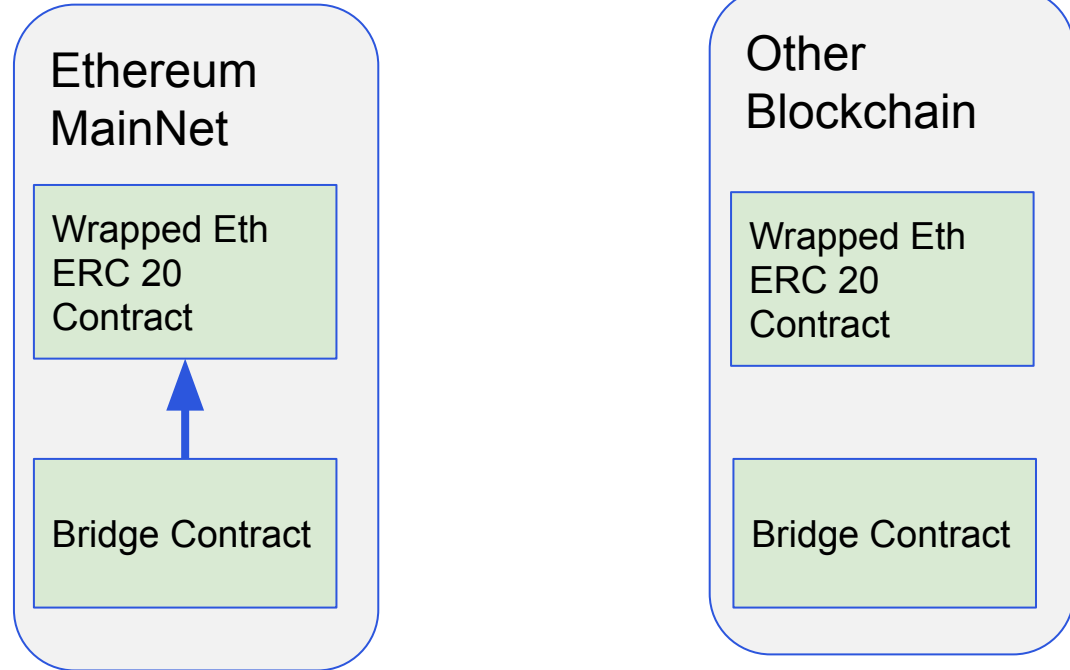 Ethereum
MainNet
Wrapped Eth
ERC 20
Contract
Bridge Contract
Other
Blockchain
Wrapped Eth
ERC 20
Contract
Bridge Contract